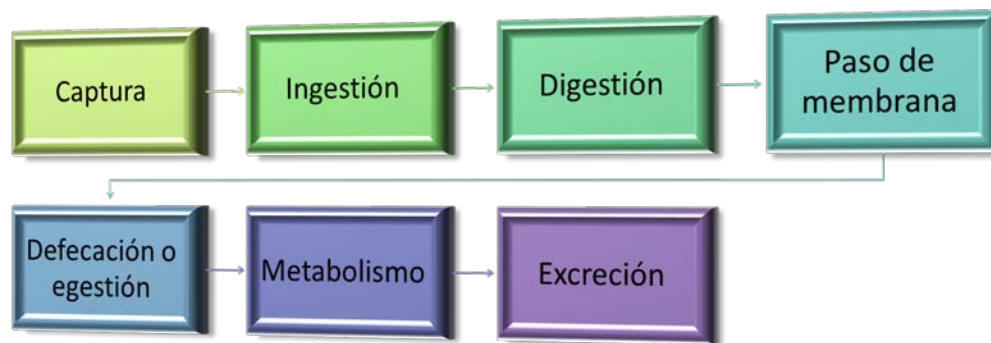 Captura
Ingestión
Digestión
Paso de
membrana
Defecación o
egestión
Metabolismo
Excreción